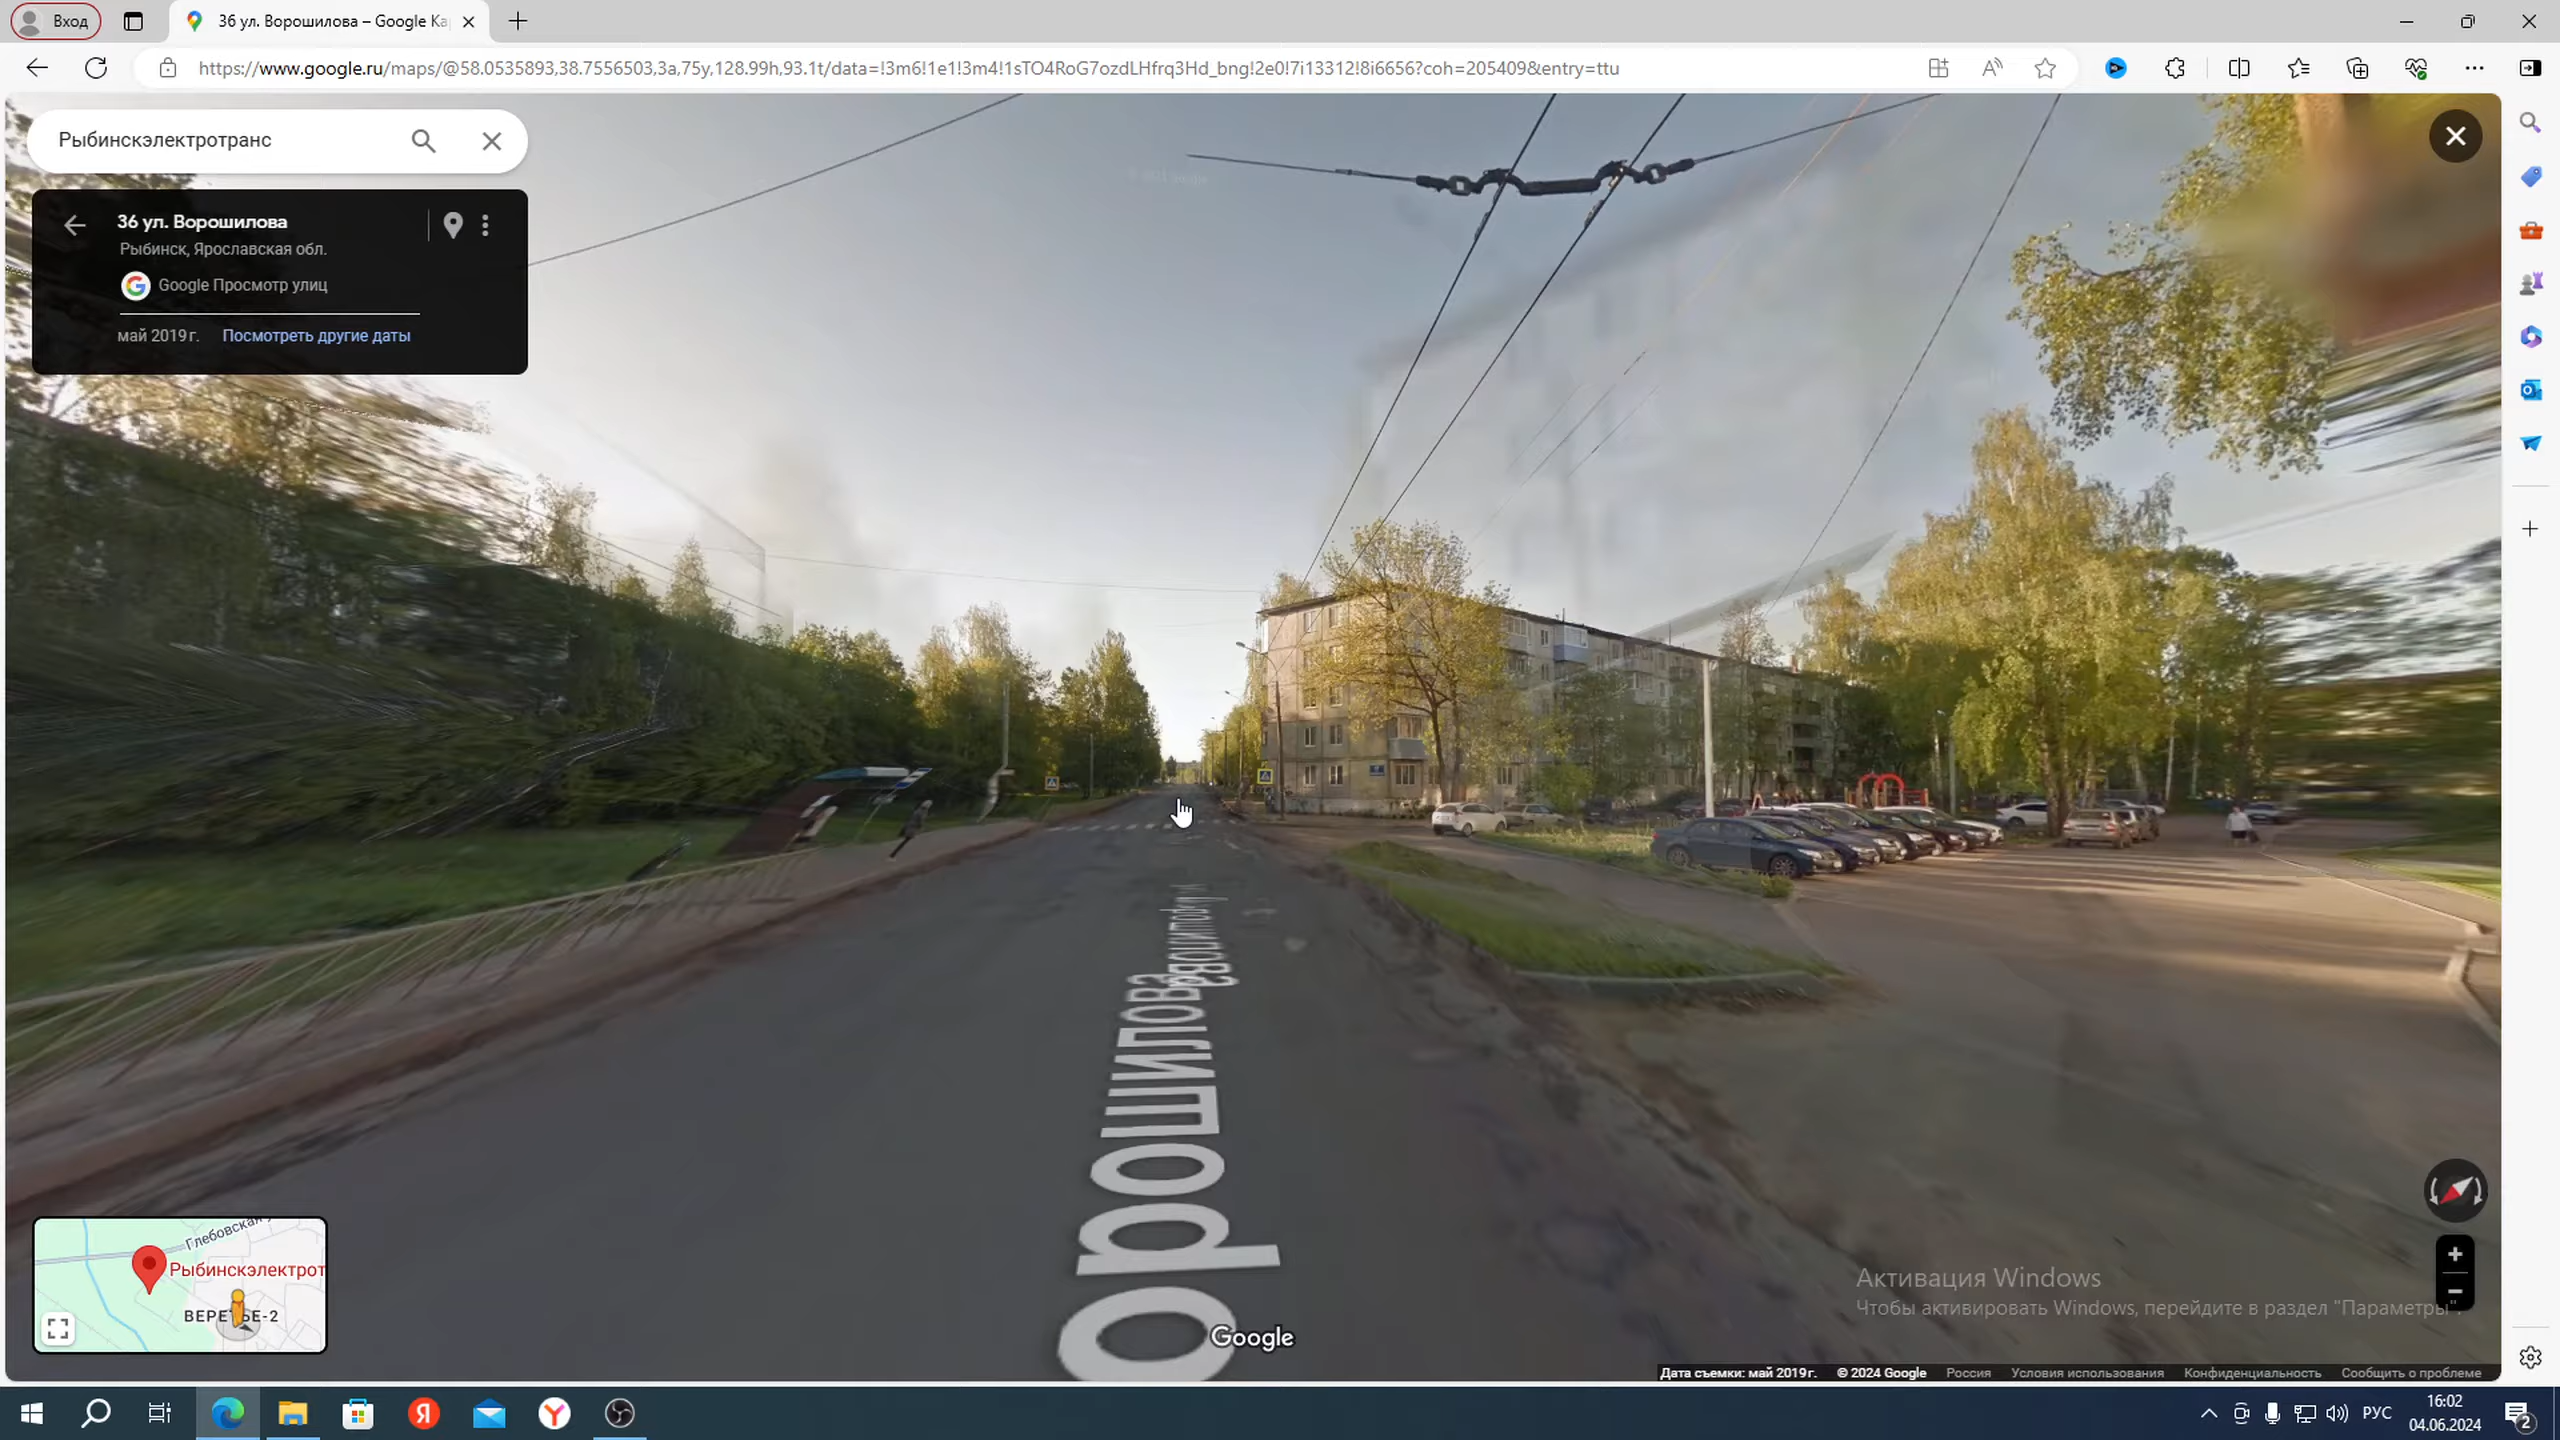 Вход
36 ул. Ворошилова – Google Ка
https://www.google.ru/maps/@58.0535893,38.7556503,3a,75y,128.99h,93.1t/data=!3m6!1e1!3m4!1sTO4RoG7ozdLHfrq3Hd_bng!2e0!7i13312!8i6656?coh=205409&entry=ttu
Рыбинскэлектротранс
36 ул. Ворошилова
Рыбинск, Ярославская обл.
Google Просмотр улиц
май 2019 г. Посмотреть другие даты
Ворошилова
орошилова
Глебовская
Рыбинскэлектрот
ВЕРЕТЬЕ-2
Google
Активация Windows
Чтобы активировать Windows, перейдите в раздел "Параметры".
Дата съемки: май 2019 г. © 2024 Google Россия Условия использования Конфиденциальность Сообщить о проблеме
РУС
16:02
04.06.2024
2